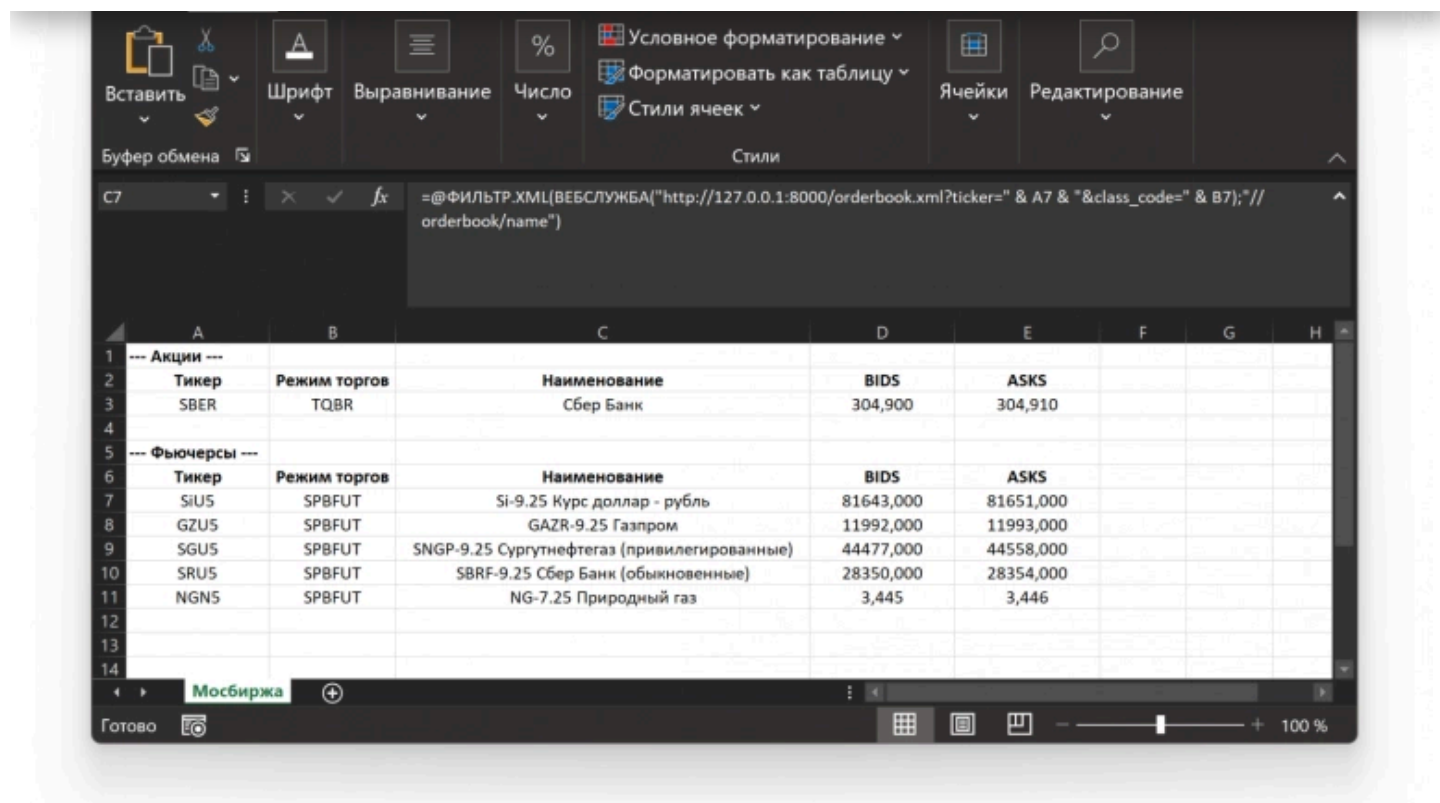 Условное форматирование
Форматировать как таблицу
Стили ячеек
Вставить Шрифт Выравнивание Число Ячейки Редактирование
Буфер обмена Стили
C7 fx =@ФИЛЬТР.XML(ВЕБСЛУЖБА("http://127.0.0.1:8000/orderbook.xml?ticker=" & A7 & "&class_code=" & B7);"//
orderbook/name")
A B C D E F G H
1 --- Акции ---
2 Тикер Режим торгов Наименование BIDS ASKS
3 SBER TQBR Сбер Банк 304,900 304,910
4
5 --- Фьючерсы ---
6 Тикер Режим торгов Наименование BIDS ASKS
7 SiU5 SPBFUT Si-9.25 Курс доллар - рубль 81643,000 81651,000
8 GZU5 SPBFUT GAZR-9.25 Газпром 11992,000 11993,000
9 SGU5 SPBFUT SNGP-9.25 Сургутнефтегаз (привилегированные) 44477,000 44558,000
10 SRU5 SPBFUT SBRF-9.25 Сбер Банк (обыкновенные) 28350,000 28354,000
11 NGN5 SPBFUT NG-7.25 Природный газ 3,445 3,446
12
13
14
Мосбиржа
Готово 100 %